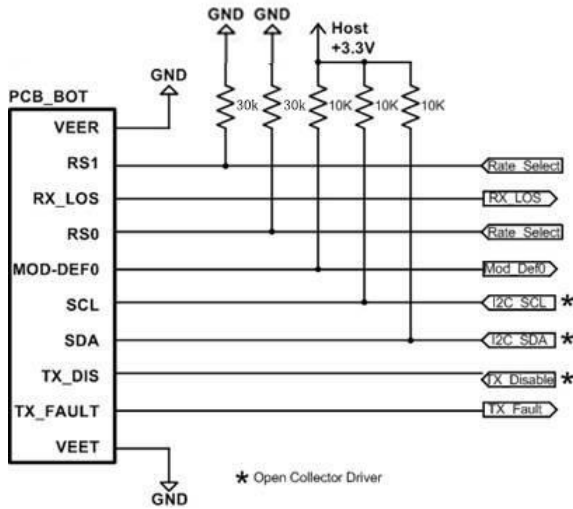 GND GND
Host
+3.3V
GND
PCB_BOT
30k 30k 10K 10K 10K
VEER
RS1 Rate_Select
RX_LOS RX_LOS
RS0 Rate_Select
MOD-DEF0 Mod_Def0
SCL I2C_SCL *
SDA I2C_SDA *
TX_DIS TX_Disable *
TX_FAULT TX_Fault
VEET
* Open Collector Driver
GND